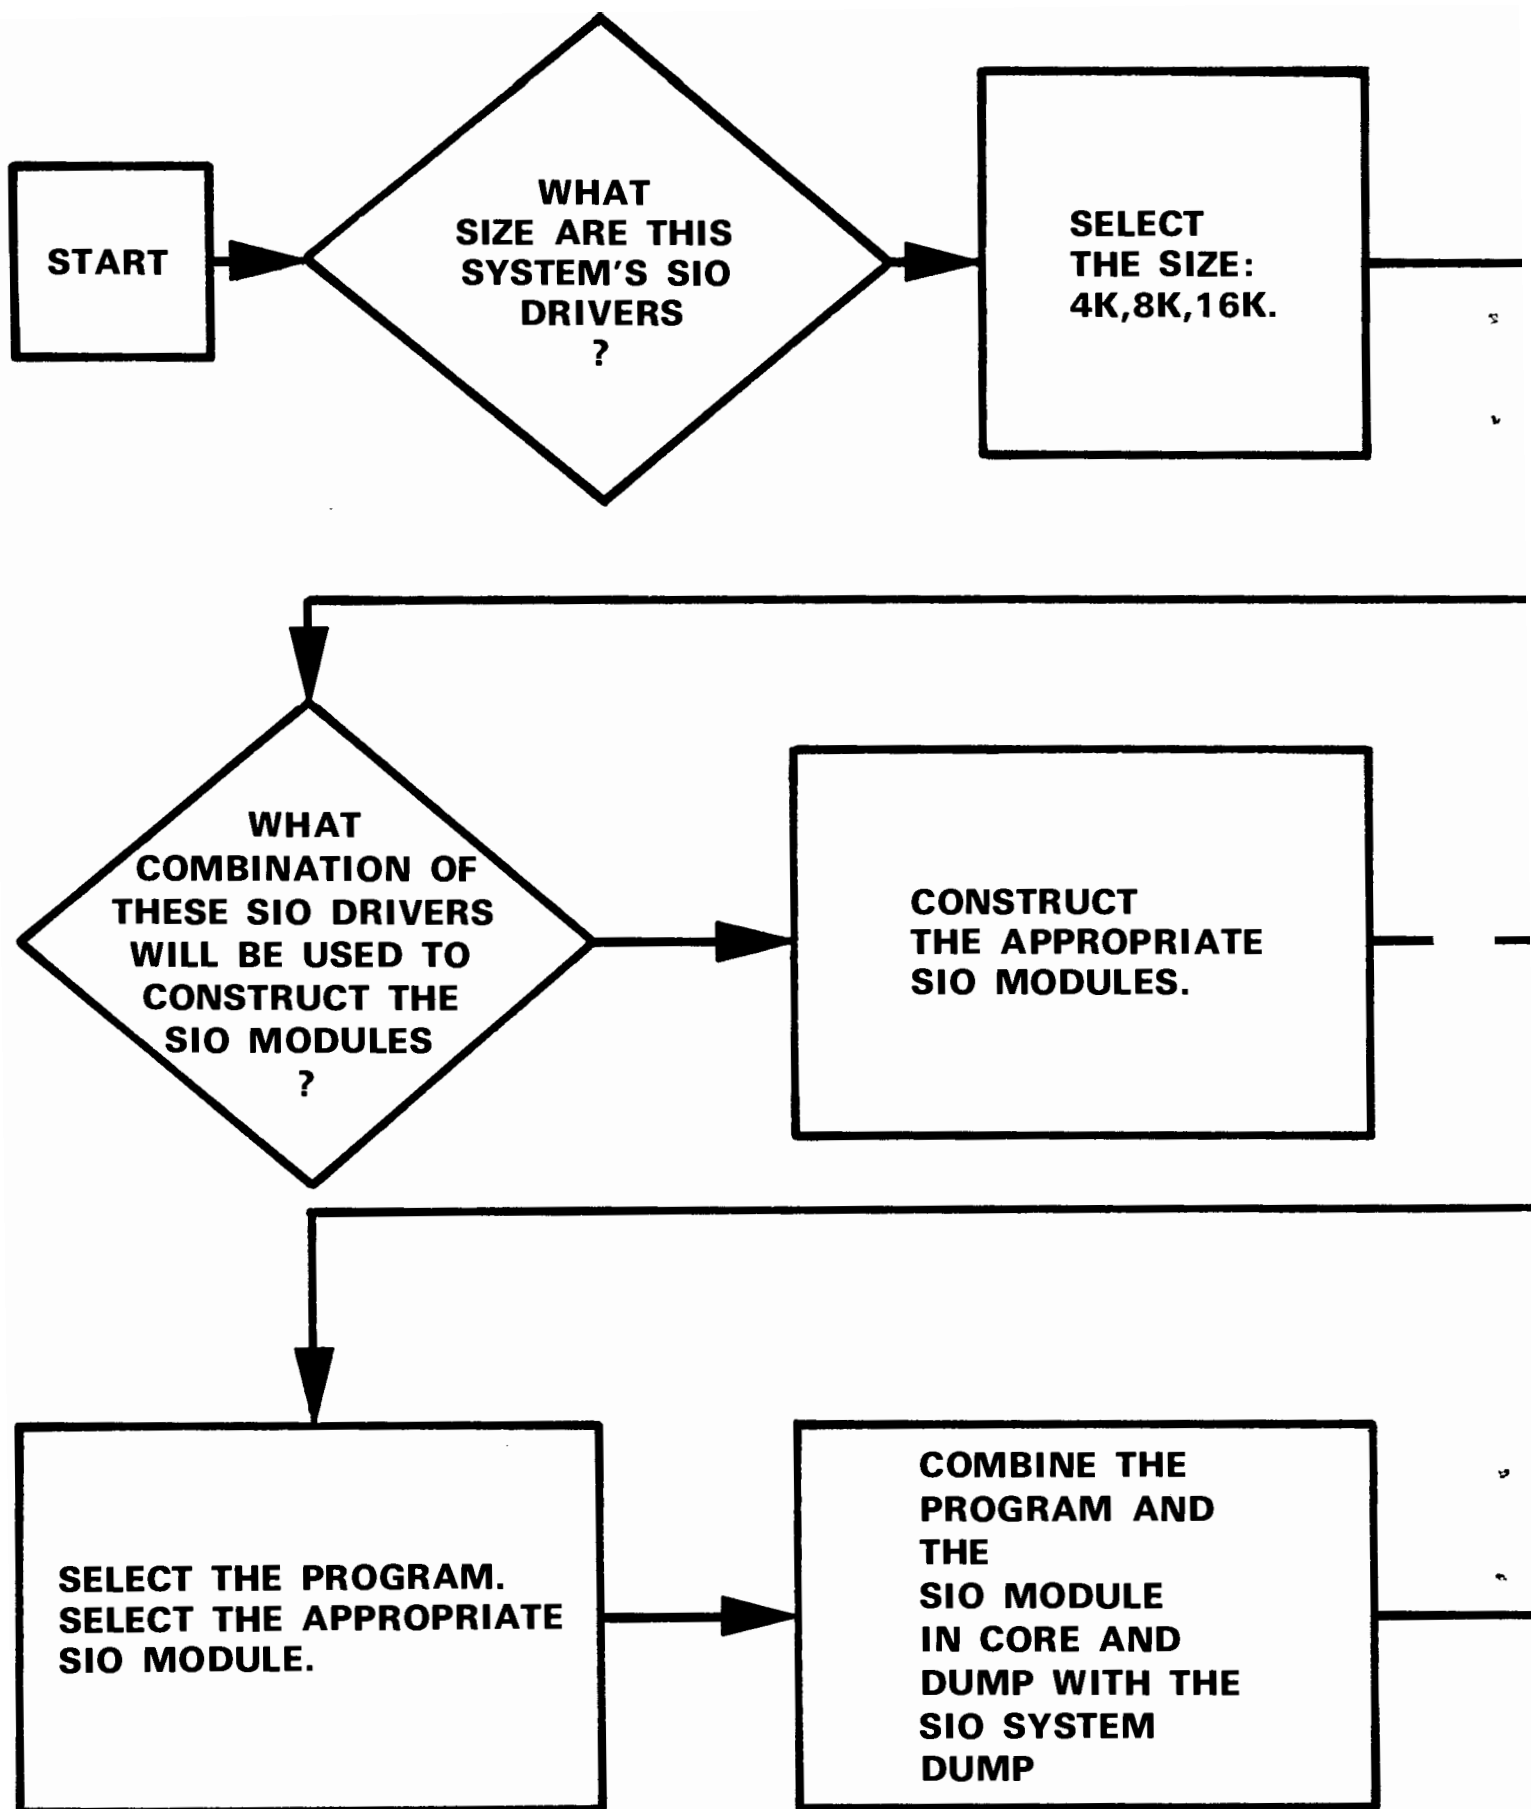 START
WHAT
SIZE ARE THIS
SYSTEM'S SIO
DRIVERS
?
SELECT
THE SIZE:
4K,8K,16K.
WHAT
COMBINATION OF
THESE SIO DRIVERS
WILL BE USED TO
CONSTRUCT THE
SIO MODULES
?
CONSTRUCT
THE APPROPRIATE
SIO MODULES.
SELECT THE PROGRAM.
SELECT THE APPROPRIATE
SIO MODULE.
COMBINE THE
PROGRAM AND
THE
SIO MODULE
IN CORE AND
DUMP WITH THE
SIO SYSTEM
DUMP